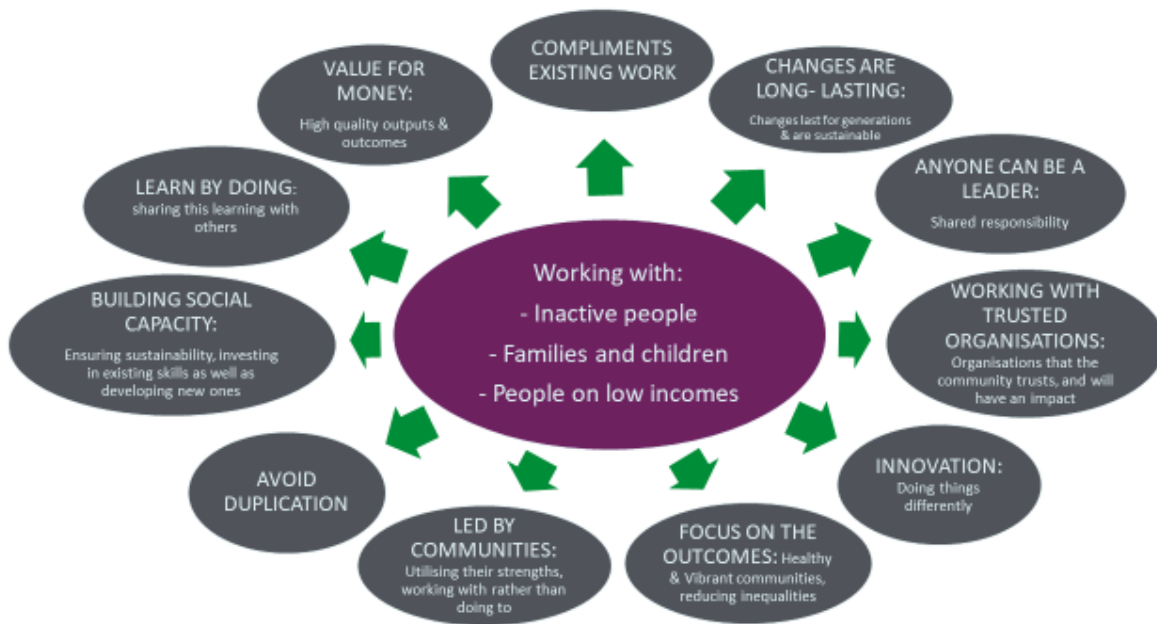 COMPLIMENTS
EXISTING WORK
CHANGES ARE
LONG- LASTING:
Changes last for generations
& are sustainable
ANYONE CAN BE A
LEADER:
Shared responsibility
WORKING WITH
TRUSTED
ORGANISATIONS:
Organisations that the
community trusts, and will
have an impact
INNOVATION:
Doing things
differently
FOCUS ON THE
OUTCOMES: Healthy
& Vibrant communities,
reducing inequalities
LED BY
COMMUNITIES:
Utilising their strengths,
working with rather than
doing to
AVOID
DUPLICATION
BUILDING SOCIAL
CAPACITY:
Ensuring sustainability, investing
in existing skills as well as
developing new ones
LEARN BY DOING:
sharing this learning with
others
VALUE FOR
MONEY:
High quality outputs &
outcomes
Working with:
- Inactive people
- Families and children
- People on low incomes